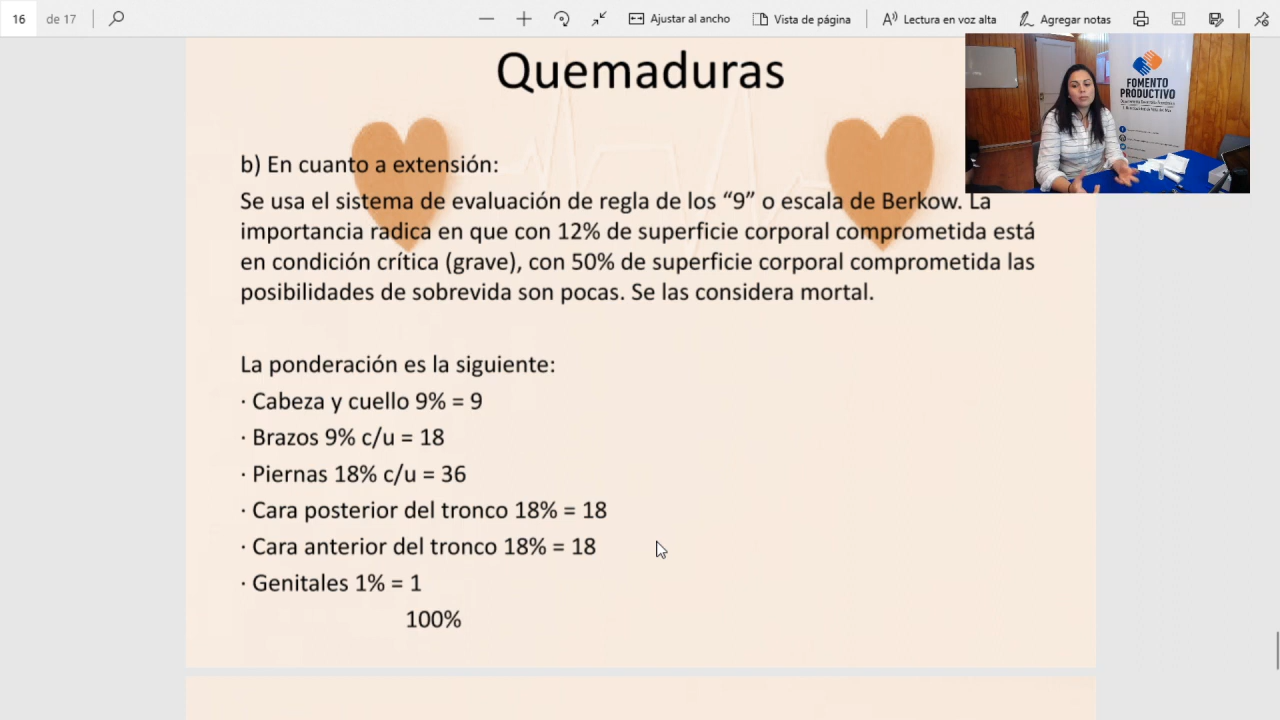 16 de 17
Ajustar al ancho
Vista de página
Lectura en voz alta
Agregar notas
Quemaduras
FOMENTO
PRODUCTIVO
b) En cuanto a extensión:
Se usa el sistema de evaluación de regla de los “9” o escala de Berkow. La
importancia radica en que con 12% de superficie corporal comprometida está
en condición crítica (grave), con 50% de superficie corporal comprometida las
posibilidades de sobrevida son pocas. Se las considera mortal.
La ponderación es la siguiente:
· Cabeza y cuello 9% = 9
· Brazos 9% c/u = 18
· Piernas 18% c/u = 36
· Cara posterior del tronco 18% = 18
· Cara anterior del tronco 18% = 18
· Genitales 1% = 1
100%